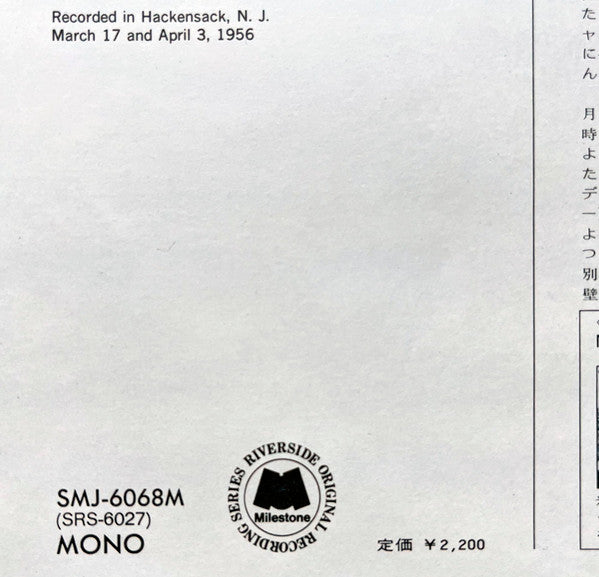 Recorded in Hackensack, N. J.
March 17 and April 3, 1956
SMJ-6068M
(SRS-6027)
MONO
RIVERSIDE ORIGINAL RECORDING SERIES
Milestone
定価 ¥2,200
た
ャ
に
ん
月
時
よ
た
デ
ー
よ
つ
別
壁